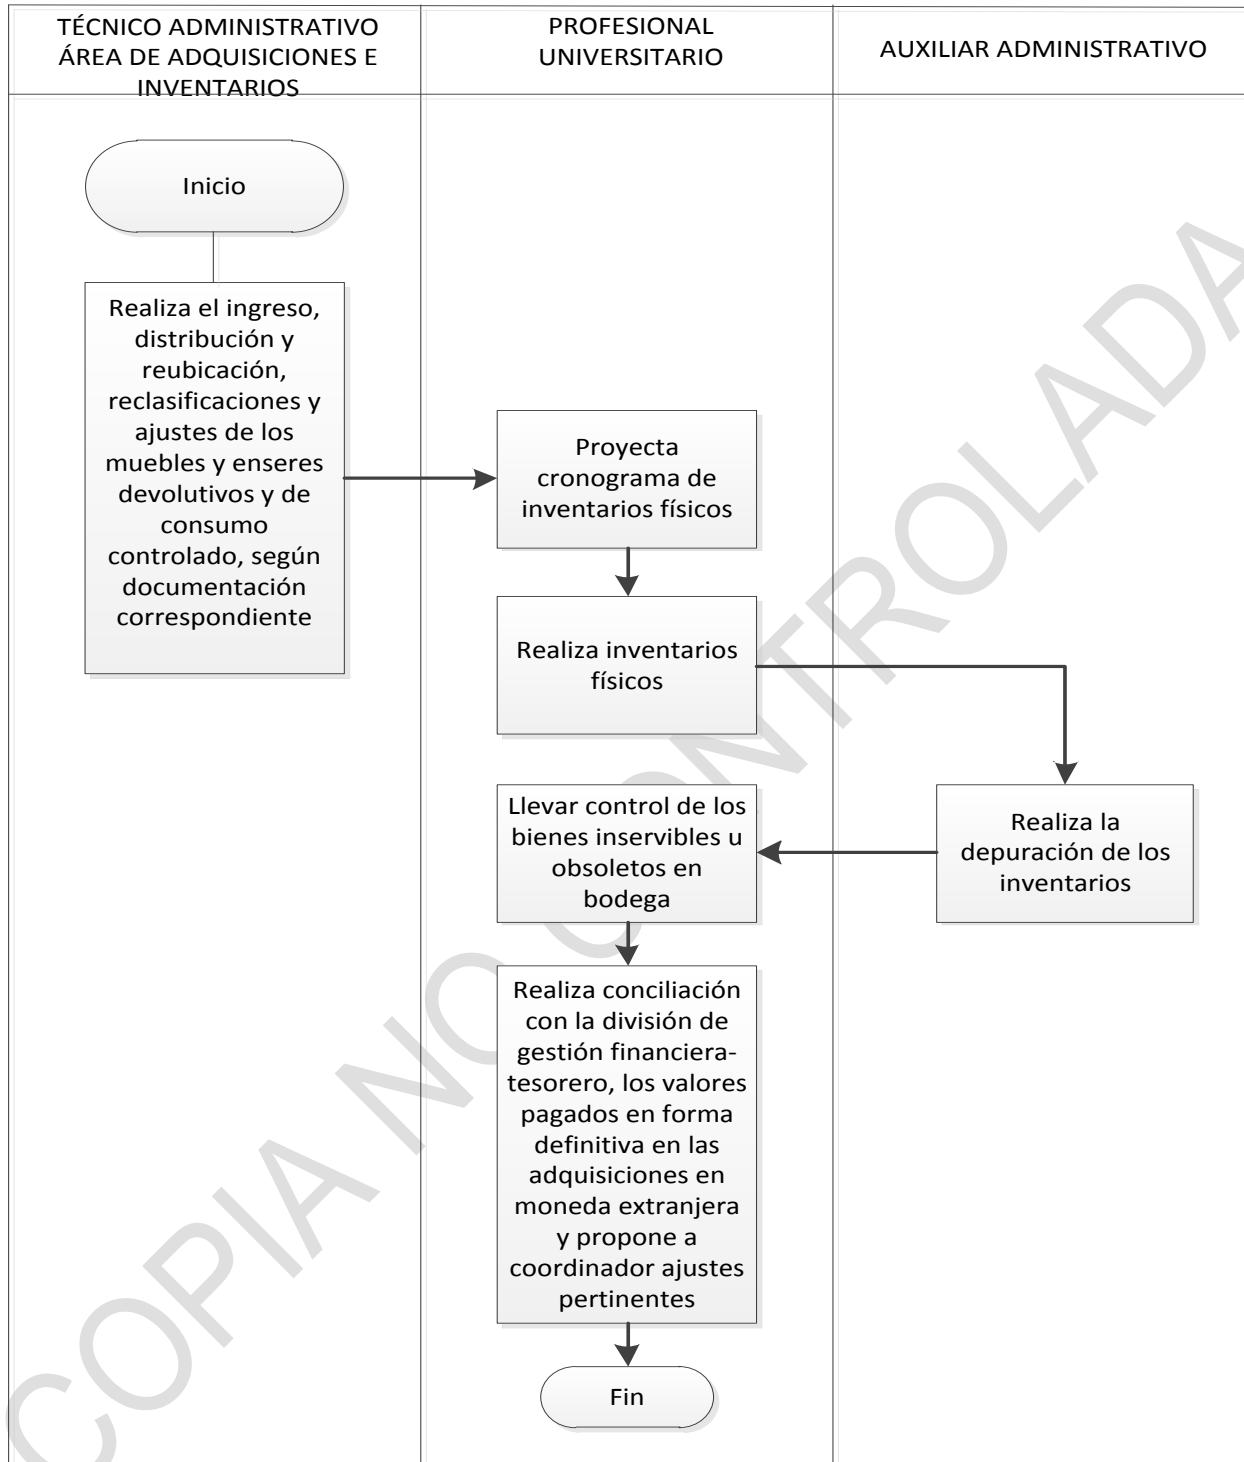 TÉCNICO ADMINISTRATIVO
ÁREA DE ADQUISICIONES E
INVENTARIOS
PROFESIONAL
UNIVERSITARIO
AUXILIAR ADMINISTRATIVO
Inicio
Realiza el ingreso,
distribución y
reubicación,
reclasificaciones y
ajustes de los
muebles y enseres
devolutivos y de
consumo
controlado, según
documentación
correspondiente
Proyecta
cronograma de
inventarios físicos
Realiza inventarios
físicos
Realiza la
depuración de los
inventarios
Llevar control de los
bienes inservibles u
obsoletos en
bodega
Realiza conciliación
con la división de
gestión financiera-
tesorero, los valores
pagados en forma
definitiva en las
adquisiciones en
moneda extranjera
y propone a
coordinador ajustes
pertinentes
Fin
COPIA NO CONTROLADA